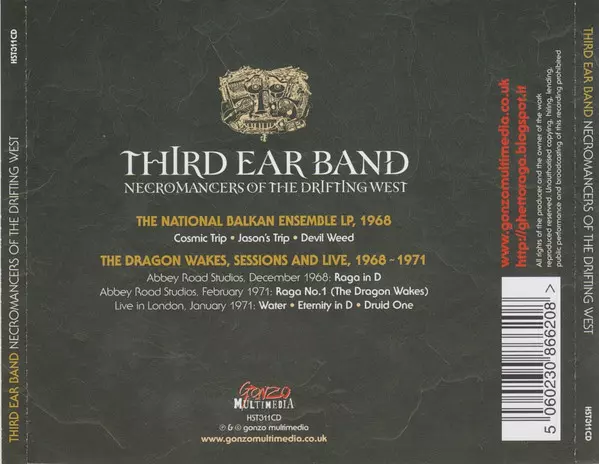 HST311CD
THIRD EAR BAND NECROMANCERS OF THE DRIFTING WEST
THIRD EAR BAND
NECROMANCERS OF THE DRIFTING WEST
THE NATIONAL BALKAN ENSEMBLE LP, 1968
Cosmic Trip • Jason's Trip • Devil Weed
THE DRAGON WAKES, SESSIONS AND LIVE, 1968 - 1971
Abbey Road Studios, December 1968: Raga in D
Abbey Road Studios, February 1971: Raga No.1 (The Dragon Wakes)
Live in London, January 1971: Water • Eternity in D • Druid One
GONZO
MULTIMEDIA
HST311CD
℗ & © gonzo multimedia
www.gonzomultimedia.co.uk
www.gonzomultimedia.co.uk
http://ghettoraga.blogspot.it
All rights of the producer and the owner of the work
reproduced reserved. Unauthorised copying, hiring, lending,
public performance and broadcasting of this recording prohibited
5 060230 866208 >
THIRD EAR BAND NECROMANCERS OF THE DRIFTING WEST
HST311CD